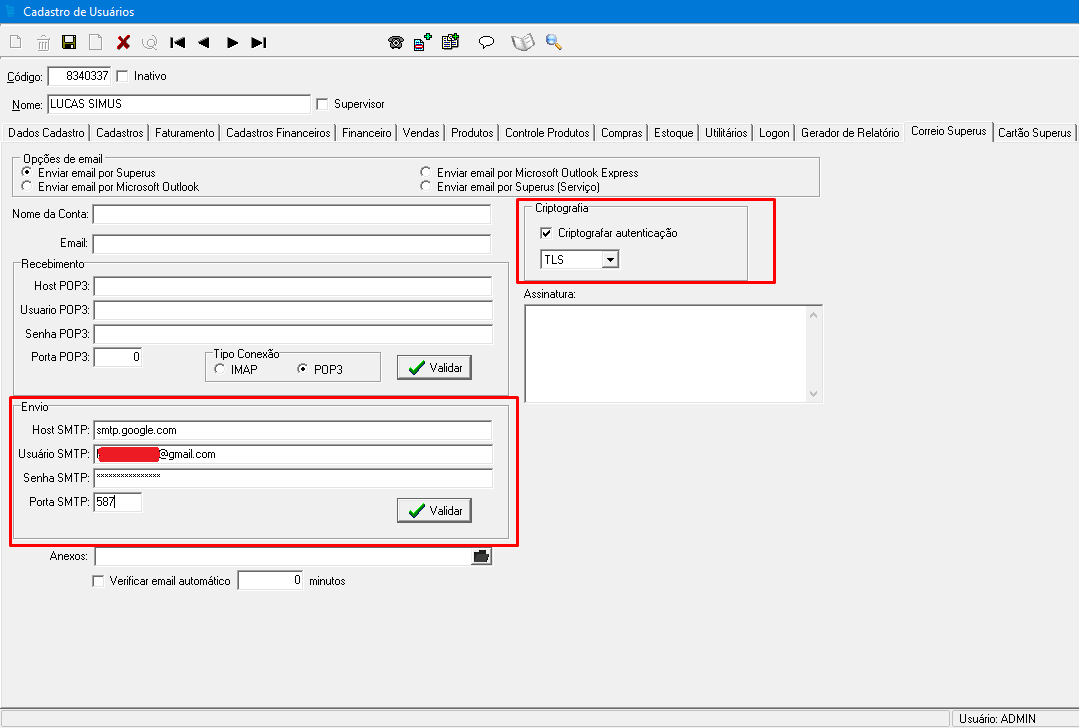 Cadastro de Usuários
Código: 8340337 Inativo
Nome: LUCAS SIMUS Supervisor
Dados Cadastro Cadastros Faturamento Cadastros Financeiros Financeiro Vendas Produtos Controle Produtos Compras Estoque Utilitários Logon Gerador de Relatório Correio Superus Cartão Superus
Opções de email
Enviar email por Superus Enviar email por Microsoft Outlook Express
Enviar email por Microsoft Outlook Enviar email por Superus (Serviço)
Nome da Conta:
Email:
Criptografia
Criptografar autenticação
TLS
Recebimento
Host POP3:
Usuario POP3:
Senha POP3:
Porta POP3: 0
Tipo Conexão
IMAP POP3
Validar
Assinatura:
Envio
Host SMTP: smtp.google.com
Usuário SMTP: @gmail.com
Senha SMTP: ****************
Porta SMTP: 587
Validar
Anexos:
Verificar email automático 0 minutos
Usuário: ADMIN